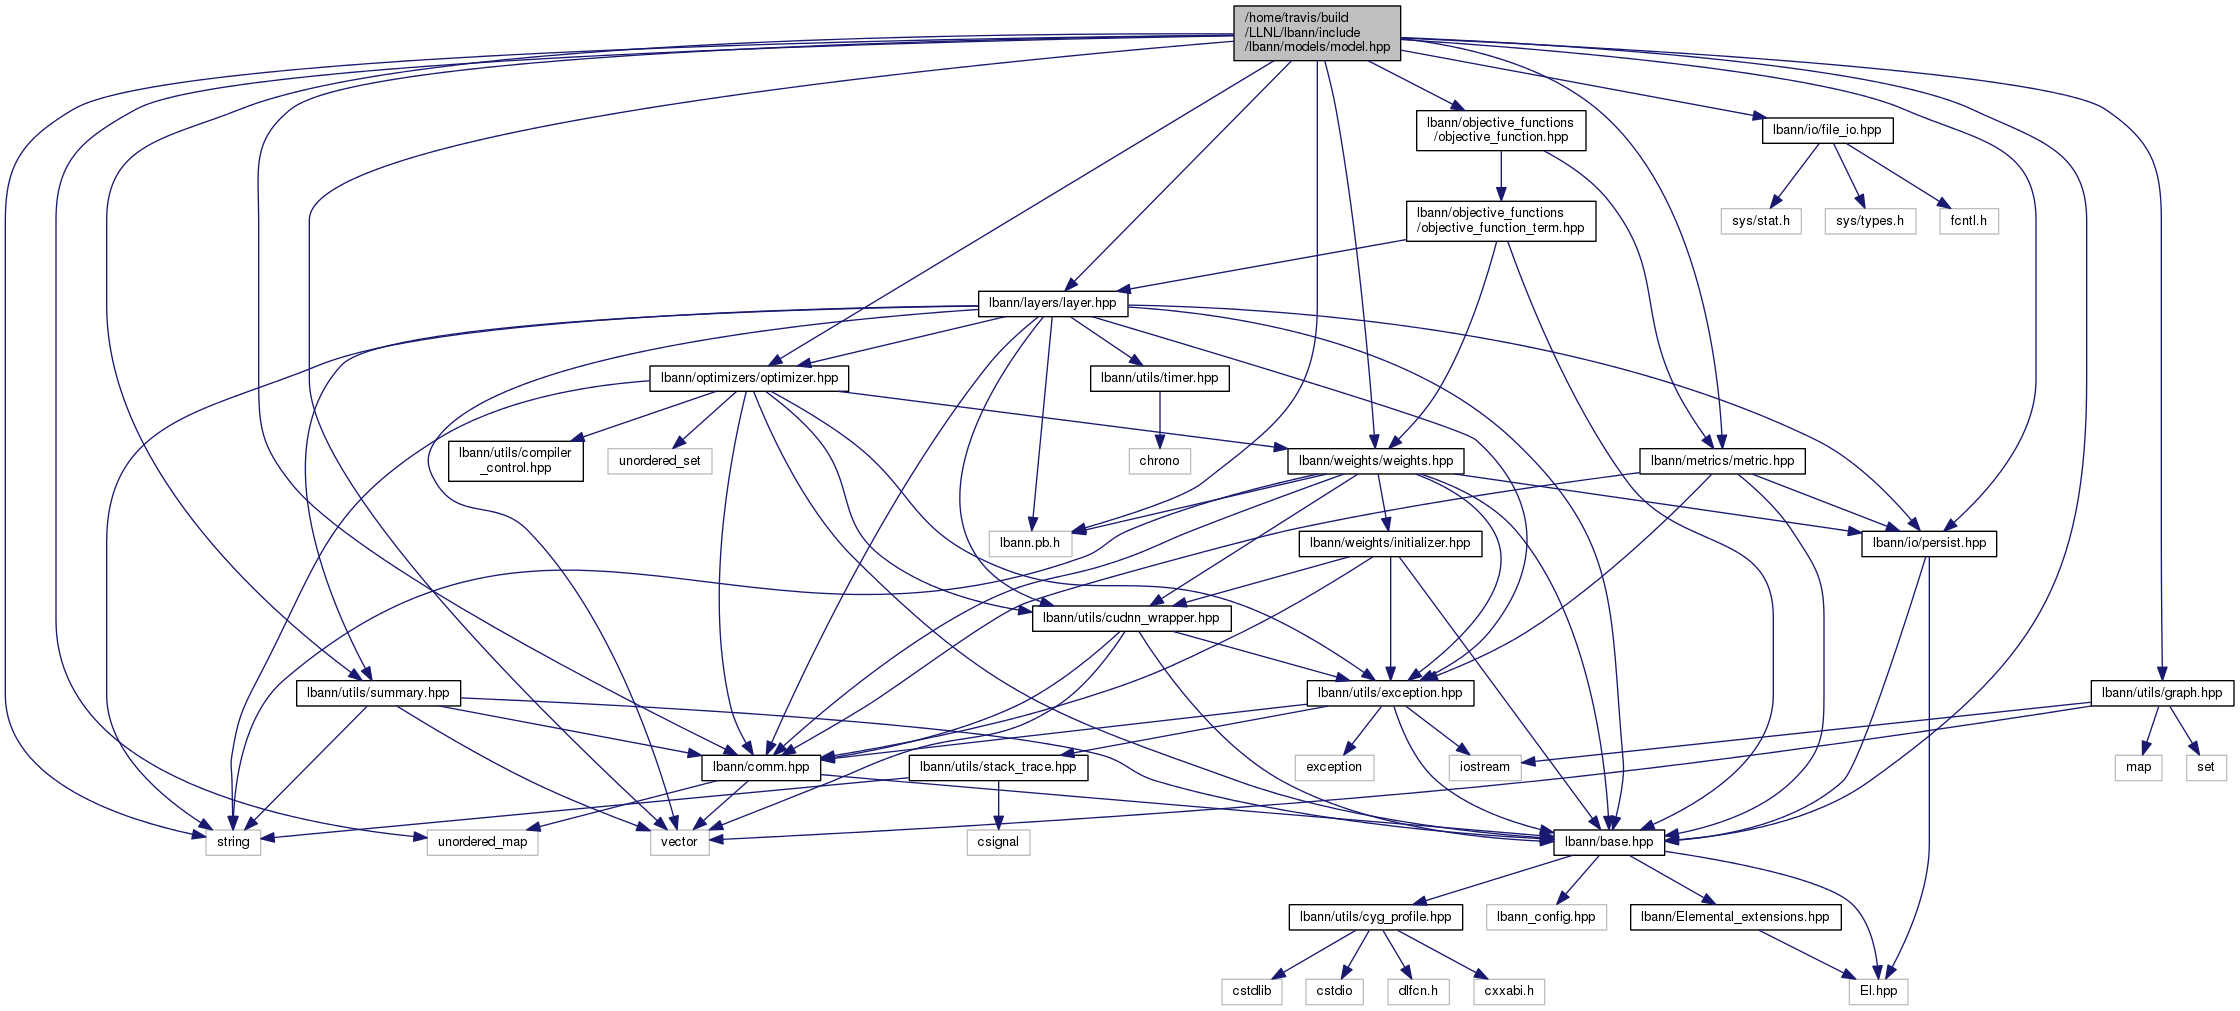 /home/travis/build
/LLNL/lbann/include
/lbann/models/model.hpp
lbann/objective_functions
/objective_function.hpp
lbann/io/file_io.hpp
lbann/objective_functions
/objective_function_term.hpp
sys/stat.h
sys/types.h
fcntl.h
lbann/layers/layer.hpp
lbann/optimizers/optimizer.hpp
lbann/utils/timer.hpp
lbann/utils/compiler
_control.hpp
unordered_set
chrono
lbann/weights/weights.hpp
lbann/metrics/metric.hpp
lbann.pb.h
lbann/weights/initializer.hpp
lbann/io/persist.hpp
lbann/utils/cudnn_wrapper.hpp
lbann/utils/summary.hpp
lbann/utils/exception.hpp
lbann/utils/graph.hpp
lbann/comm.hpp
lbann/utils/stack_trace.hpp
exception
iostream
map
set
string
unordered_map
vector
csignal
lbann/base.hpp
lbann/utils/cyg_profile.hpp
lbann_config.hpp
lbann/Elemental_extensions.hpp
cstdlib
cstdio
dlfcn.h
cxxabi.h
El.hpp